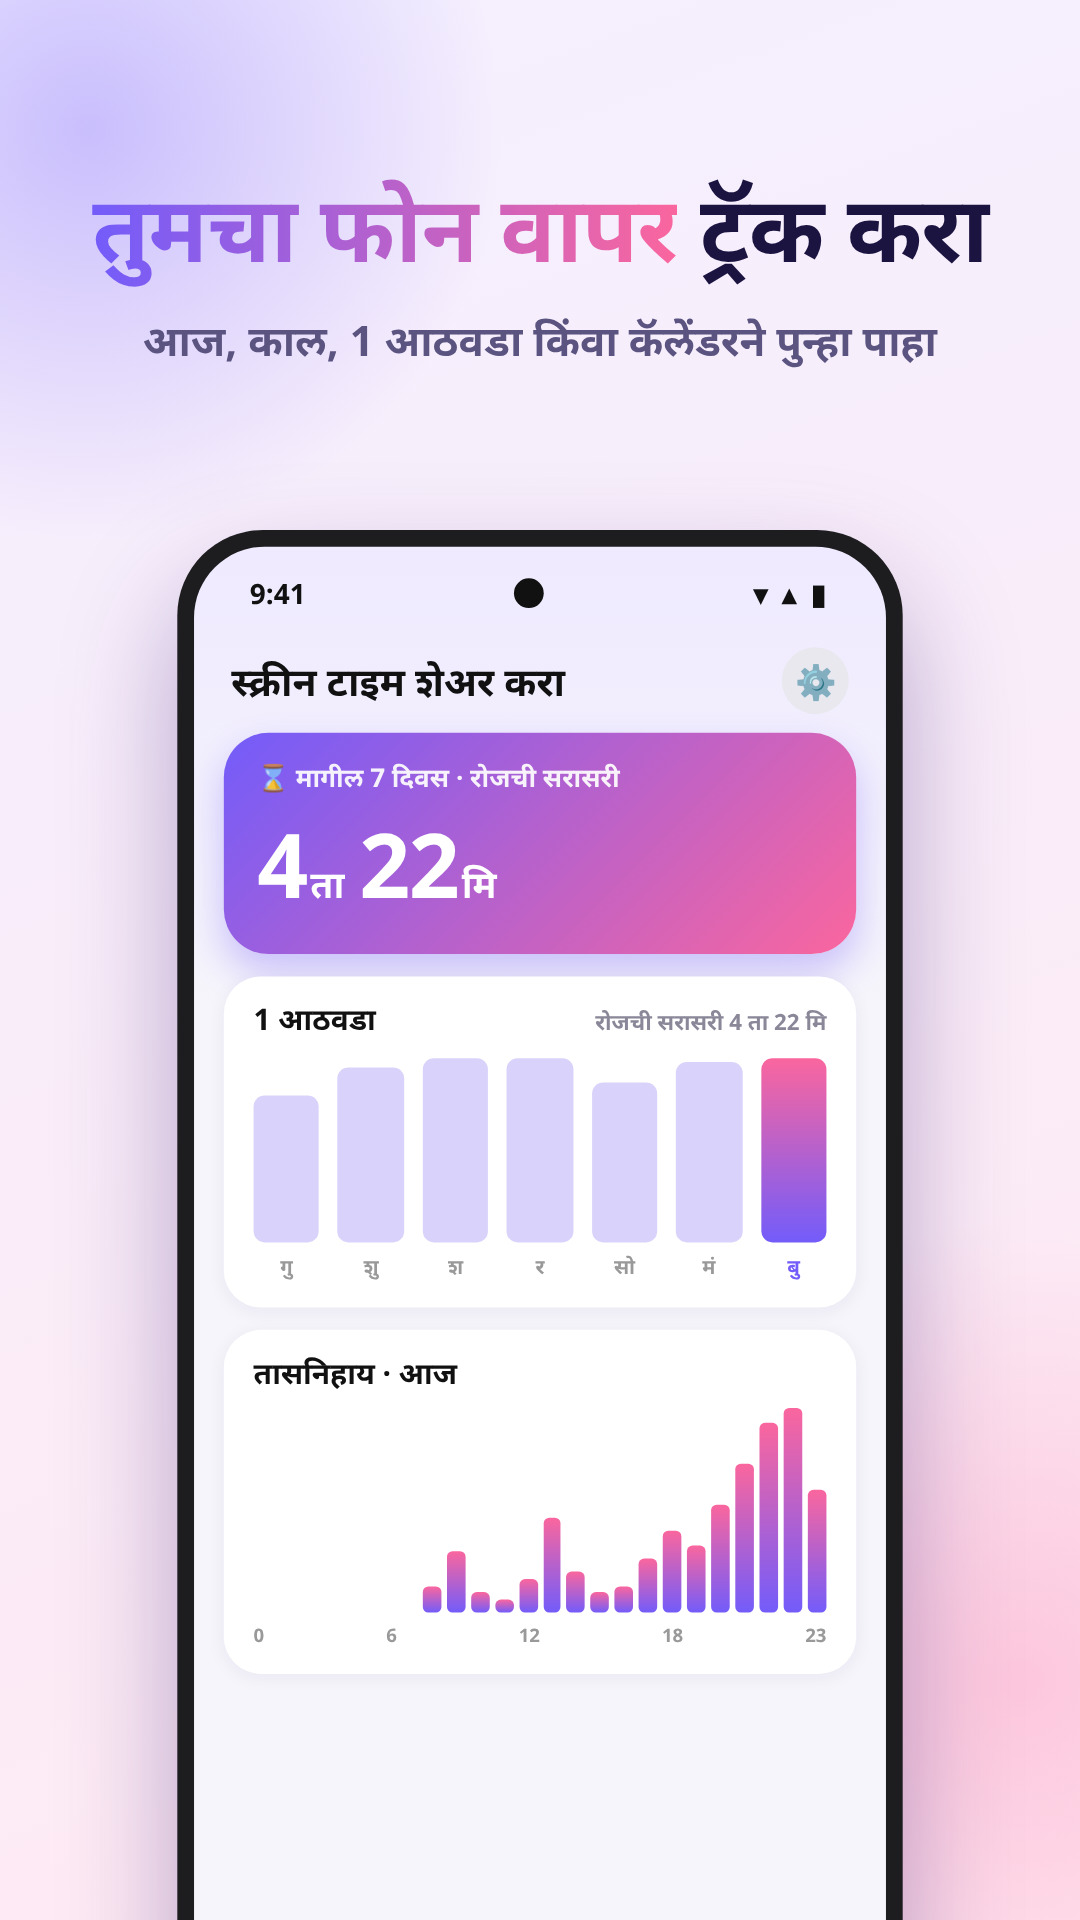 तुमचा फोन वापर ट्रॅक करा
आज, काल, 1 आठवडा किंवा कॅलेंडरने पुन्हा पाहा
9:41
स्क्रीन टाइम शेअर करा
मागील 7 दिवस · रोजची सरासरी
4ता 22मि
1 आठवडा
रोजची सरासरी 4 ता 22 मि
गु शु श र सो मं बु
तासनिहाय · आज
0 6 12 18 23